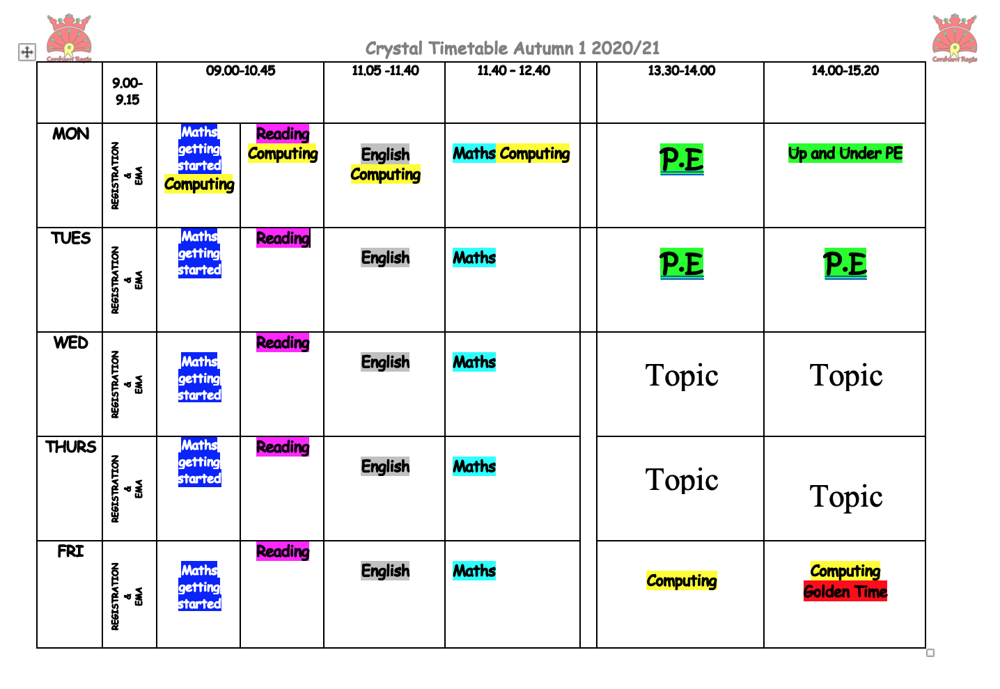 Cordwent Regis
Cordwent Regis
Crystal Timetable Autumn 1 2020/21
9.00-
9.15
09.00-10.45
11.05 -11.40
11.40 – 12.40
13.30-14.00
14.00-15.20
MON
REGISTRATION
&
EMA
Maths
getting
started
Computing
Reading
Computing
English
Computing
Maths Computing
P.E
Up and Under PE
TUES
REGISTRATION
&
EMA
Maths
getting
started
Reading
English
Maths
P.E
P.E
WED
REGISTRATION
&
EMA
Maths
getting
started
Reading
English
Maths
Topic
Topic
THURS
REGISTRATION
&
EMA
Maths
getting
started
Reading
English
Maths
Topic
Topic
FRI
REGISTRATION
&
EMA
Maths
getting
started
Reading
English
Maths
Computing
Computing
Golden Time